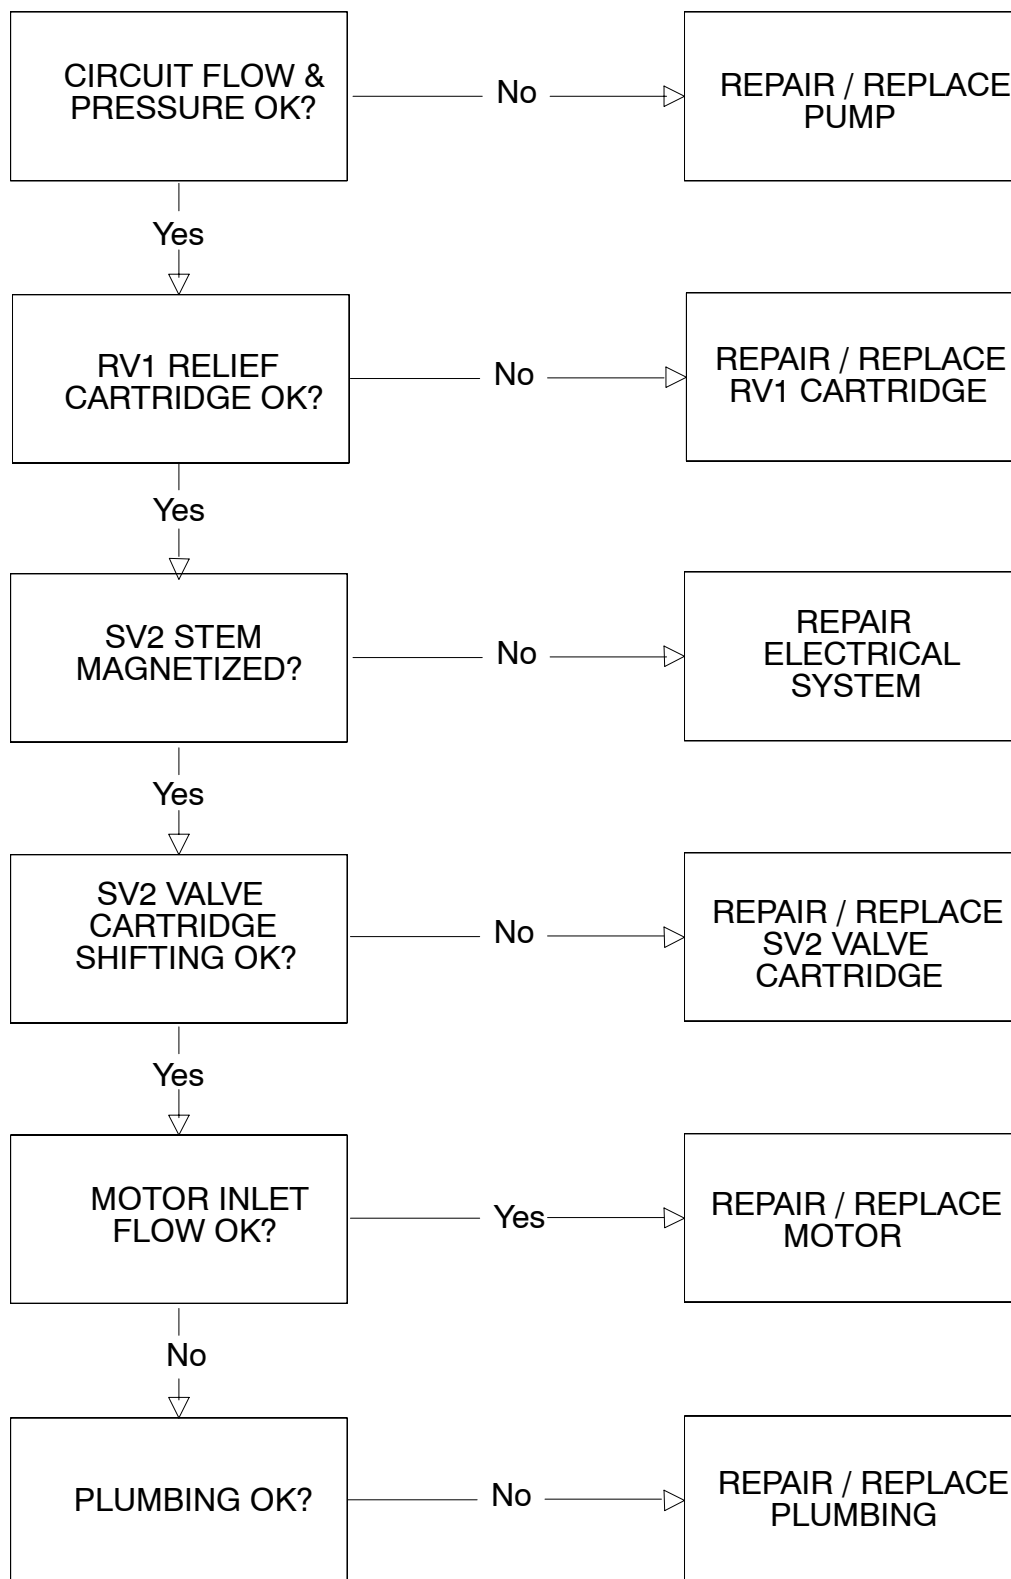 CIRCUIT FLOW &
PRESSURE OK?
No
REPAIR / REPLACE
PUMP
Yes
RV1 RELIEF
CARTRIDGE OK?
No
REPAIR / REPLACE
RV1 CARTRIDGE
Yes
SV2 STEM
MAGNETIZED?
No
REPAIR
ELECTRICAL
SYSTEM
Yes
SV2 VALVE
CARTRIDGE
SHIFTING OK?
No
REPAIR / REPLACE
SV2 VALVE
CARTRIDGE
Yes
MOTOR INLET
FLOW OK?
Yes
REPAIR / REPLACE
MOTOR
No
PLUMBING OK?
No
REPAIR / REPLACE
PLUMBING